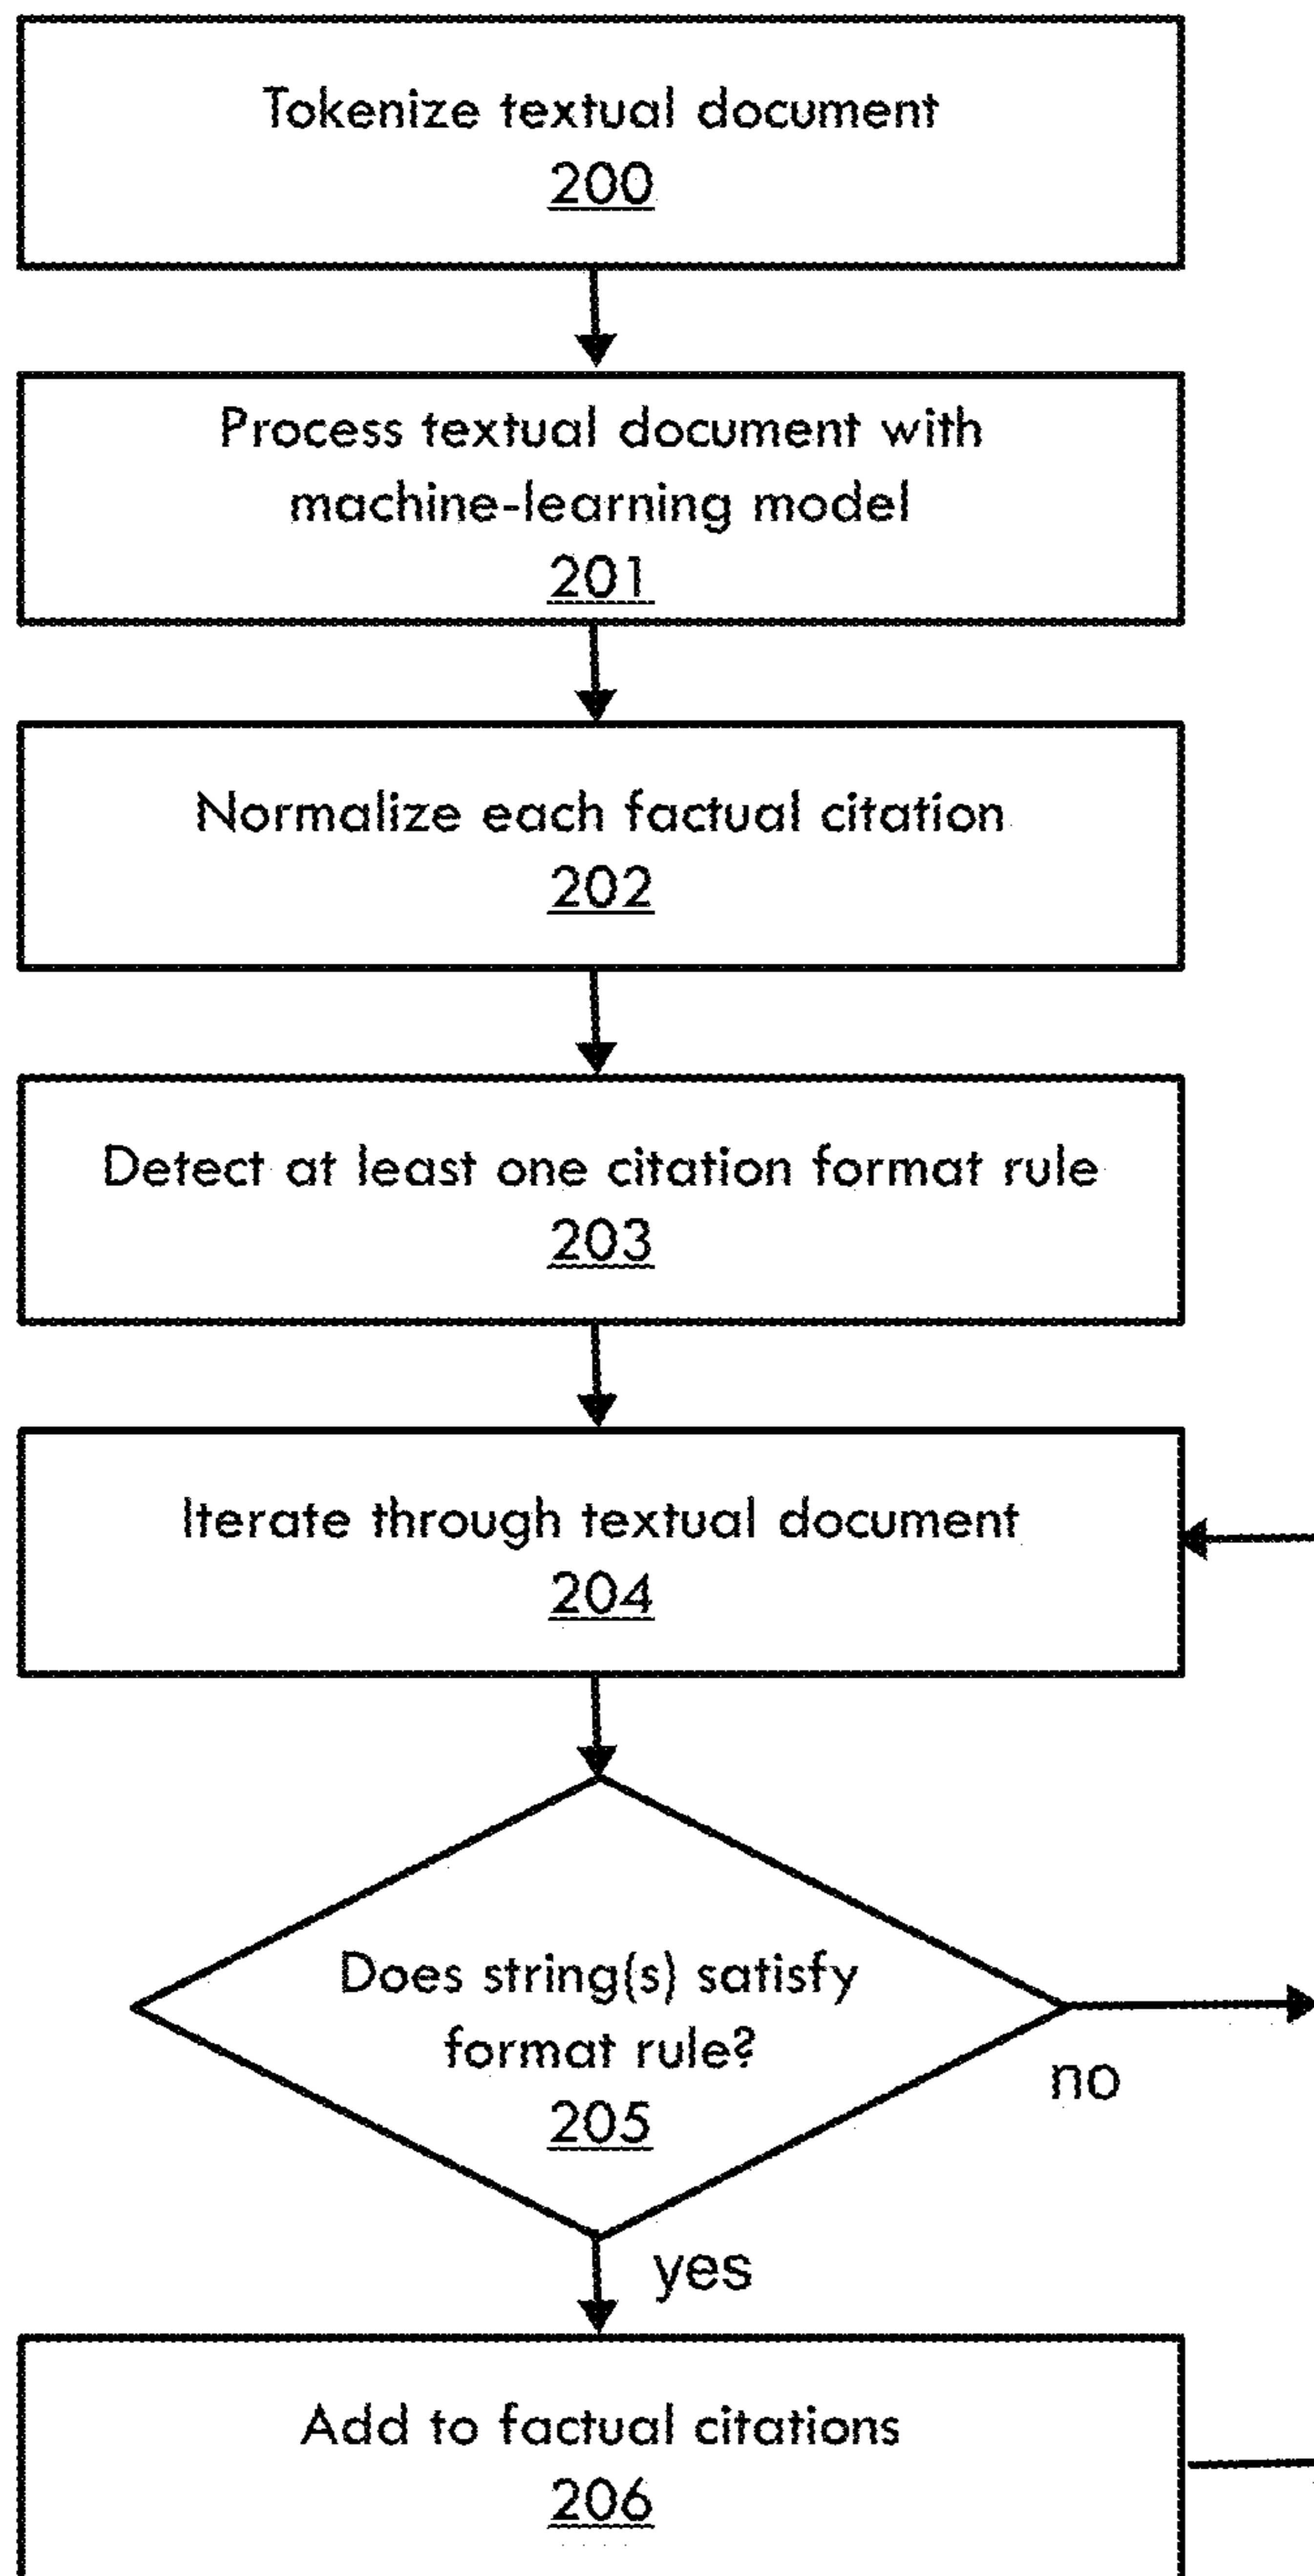 Tokenize textual document
200
Process textual document with
machine-learning model
201
Normalize each factual citation
202
Detect at least one citation format rule
203
Iterate through textual document
204
Does string(s) satisfy
format rule?
205
no
yes
Add to factual citations
206